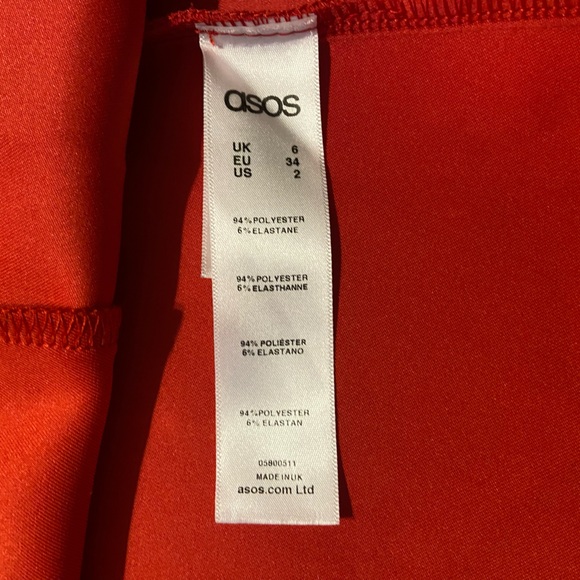 asos
UK 6
EU 34
US 2
94%POLYESTER
6%ELASTANE
94%POLYESTER
6%ELASTHANNE
94%POLIÉSTER
6%ELASTANO
94%POLYESTER
6%ELASTAN
05800511
MADE IN UK
asos.com Ltd